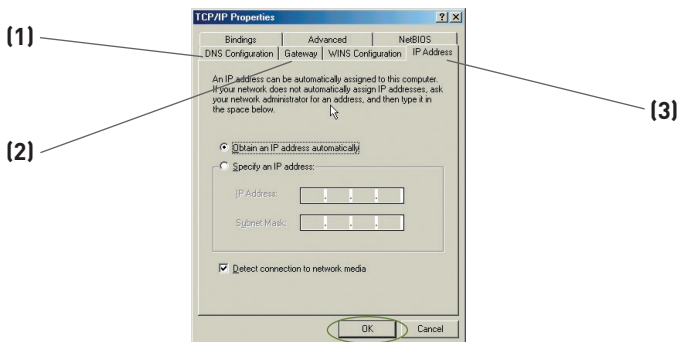 TCP/IP Properties
Bindings Advanced NetBIOS
(1)
DNS Configuration Gateway WINS Configuration IP Address
An IP address can be automatically assigned to this computer.
If your network does not automatically assign IP addresses, ask
your network administrator for an address, and then type it in
the space below.
(3)
(2)
Obtain an IP address automatically
Specify an IP address:
IP Address:
Subnet Mask:
Detect connection to network media
OK Cancel